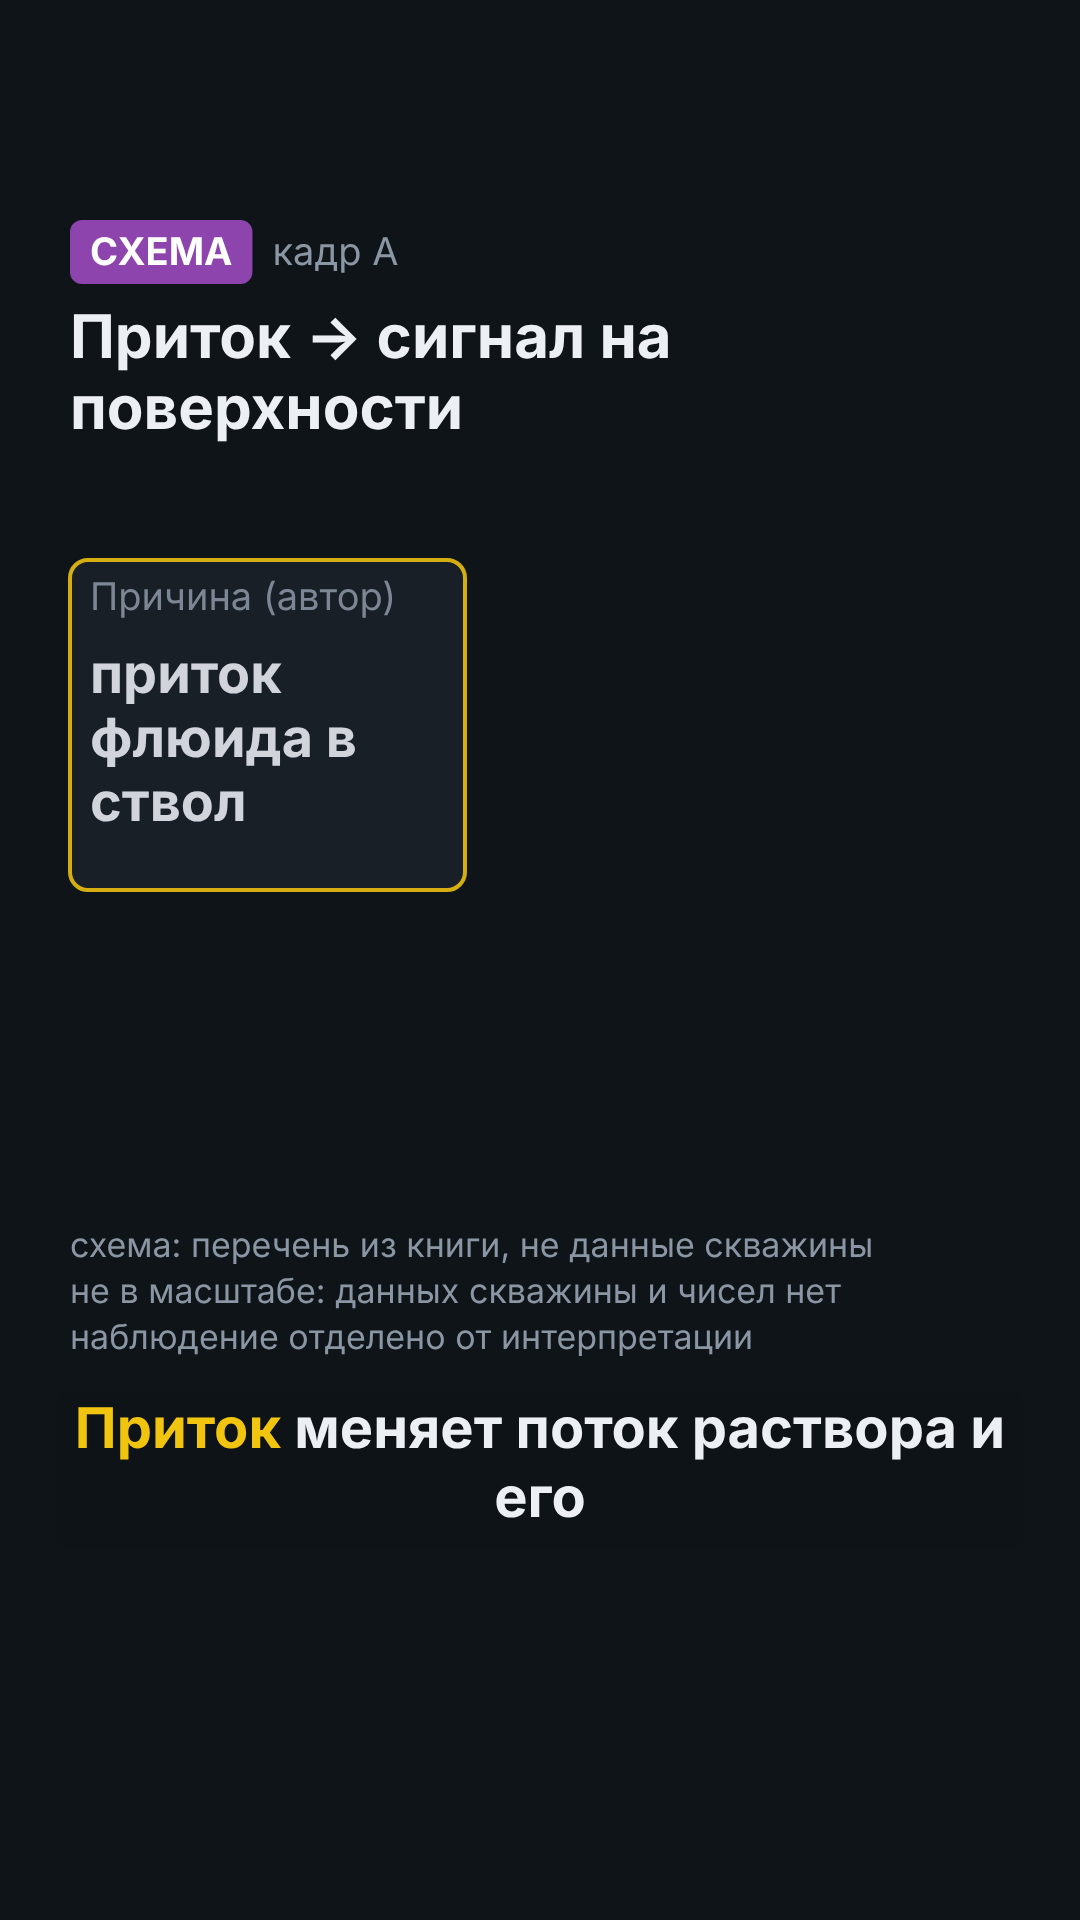 СХЕМА кадр А
Приток → сигнал на
поверхности
Причина (автор)
приток
флюида в
ствол
схема: перечень из книги, не данные скважины
не в масштабе: данных скважины и чисел нет
наблюдение отделено от интерпретации
Приток меняет поток раствора и
его